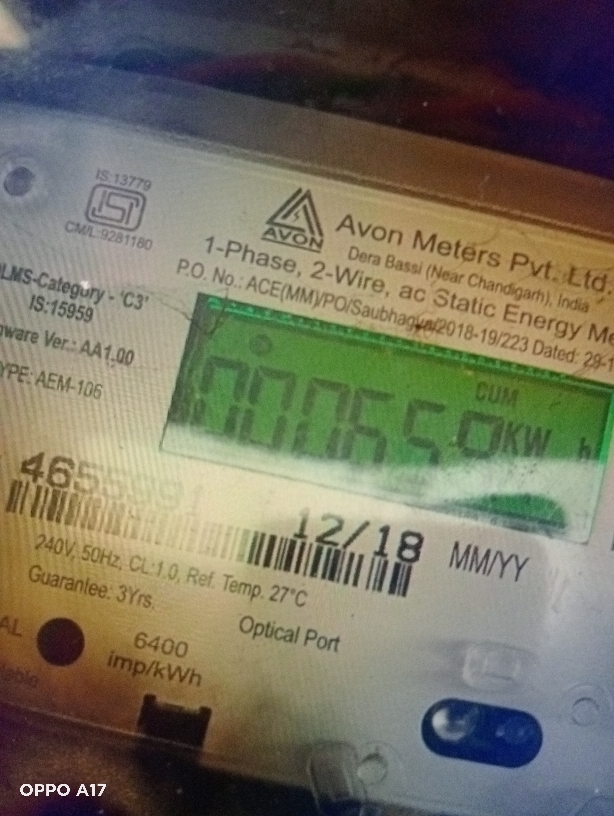 IS:13779
CM/L:9281180
AVON
Avon Meters Pvt. Ltd.
Dera Bassi (Near Chandigarh), India
1-Phase, 2-Wire, ac Static Energy Me
P.O. No.: ACE(MM)/PO/Saubhagya/2018-19/223 Dated: 29-1
LMS-Category - 'C3'
IS:15959
ware Ver.: AA1.00
YPE: AEM-106
CUM
KW h
12/18 MM/YY
240V, 50Hz, CL:1.0, Ref. Temp. 27°C
Guarantee: 3Yrs.
Optical Port
AL
6400
imp/kWh
OPPO A17